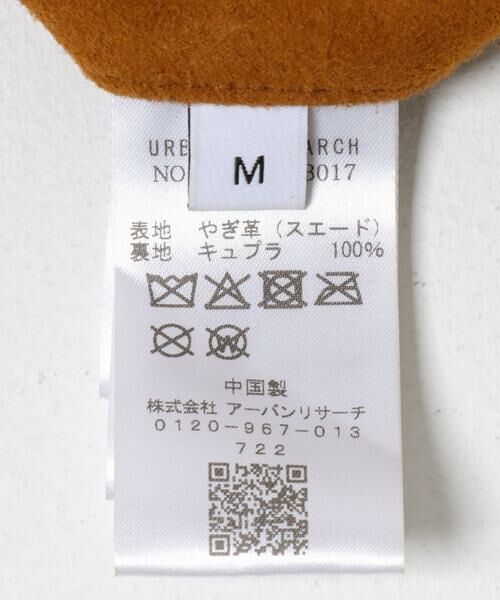 M
URB ARCH
NO 3017
表地 やぎ革 (スエード)
裏地 キュプラ 100%
W
中国製
株式会社 アーバンリサーチ
0120-967-013
722